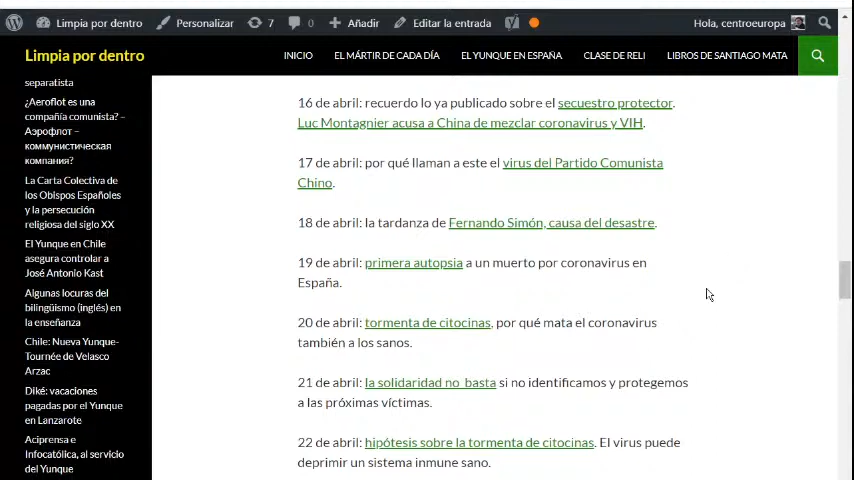 Limpia por dentro
Personalizar
7
0
Añadir
Editar la entrada
Hola, centroeuropa
Limpia por dentro
INICIO
EL MÁRTIR DE CADA DÍA
EL YUNQUE EN ESPAÑA
CLASE DE RELI
LIBROS DE SANTIAGO MATA
separatista
¿Aeroflot es una
compañía comunista? –
Аэрофлот –
коммунистическая
компания?
La Carta Colectiva de
los Obispos Españoles
y la persecución
religiosa del siglo XX
El Yunque en Chile
asegura controlar a
José Antonio Kast
Algunas locuras del
bilingüismo (inglés) en
la enseñanza
Chile: Nueva Yunque-
Tournée de Velasco
Arzac
Diké: vacaciones
pagadas por el Yunque
en Lanzarote
Aciprensa e
Infocatólica, al servicio
del Yunque
16 de abril: recuerdo lo ya publicado sobre el secuestro protector.
Luc Montagnier acusa a China de mezclar coronavirus y VIH.
17 de abril: por qué llaman a este el virus del Partido Comunista
Chino.
18 de abril: la tardanza de Fernando Simón, causa del desastre.
19 de abril: primera autopsia a un muerto por coronavirus en
España.
20 de abril: tormenta de citocinas, por qué mata el coronavirus
también a los sanos.
21 de abril: la solidaridad no basta si no identificamos y protegemos
a las próximas víctimas.
22 de abril: hipótesis sobre la tormenta de citocinas. El virus puede
deprimir un sistema inmune sano.